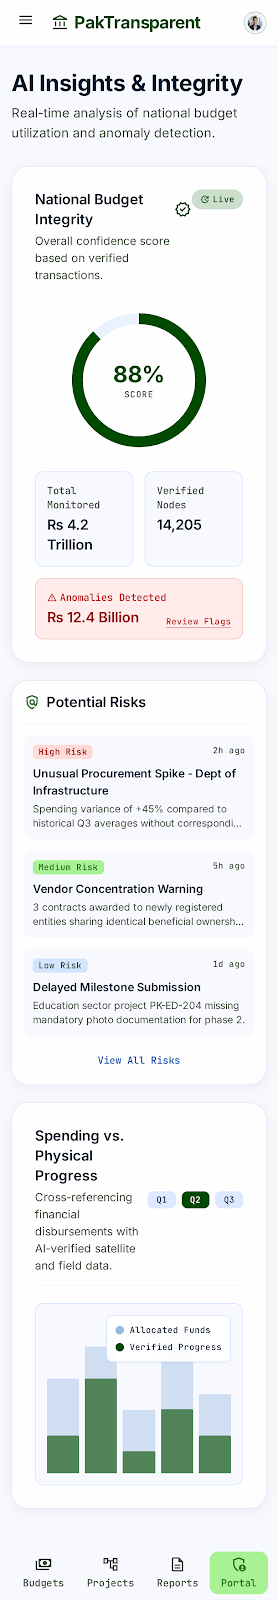 PakTransparent
AI Insights & Integrity
Real-time analysis of national budget
utilization and anomaly detection.
National Budget
Integrity
Live
Overall confidence score
based on verified
transactions.
88%
SCORE
Total
Monitored
Rs 4.2
Trillion
Verified
Nodes
14,205
Anomalies Detected
Rs 12.4 Billion
Review Flags
Potential Risks
High Risk
2h ago
Unusual Procurement Spike - Dept of
Infrastructure
Spending variance of +45% compared to
historical Q3 averages without correspondi...
Medium Risk
5h ago
Vendor Concentration Warning
3 contracts awarded to newly registered
entities sharing identical beneficial ownersh...
Low Risk
1d ago
Delayed Milestone Submission
Education sector project PK-ED-204 missing
mandatory photo documentation for phase 2.
View All Risks
Spending vs.
Physical
Progress
Cross-referencing
financial
disbursements with
AI-verified satellite
and field data.
Q1 Q2 Q3
Allocated Funds
Verified Progress
Budgets Projects Reports Portal